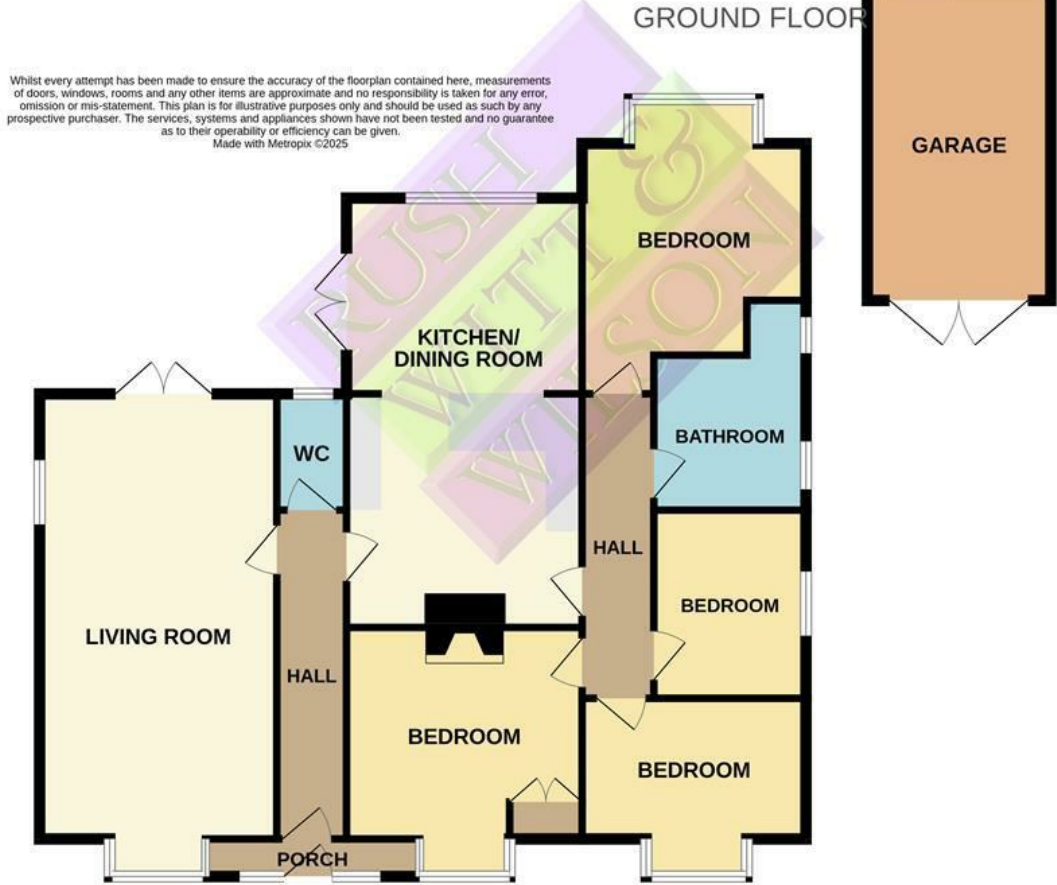 GROUND FLOOR
Whilst every attempt has been made to ensure the accuracy of the floorplan contained here, measurements
of doors, windows, rooms and any other items are approximate and no responsibility is taken for any error,
omission or mis-statement. This plan is for illustrative purposes only and should be used as such by any
prospective purchaser. The services, systems and appliances shown have not been tested and no guarantee
as to their operability or efficiency can be given.
Made with Metropix ©2025
GARAGE
RUSH
WITT &
WILSON
BEDROOM
KITCHEN/
DINING ROOM
BATHROOM
WC
HALL
BEDROOM
LIVING ROOM
HALL
BEDROOM
BEDROOM
PORCH